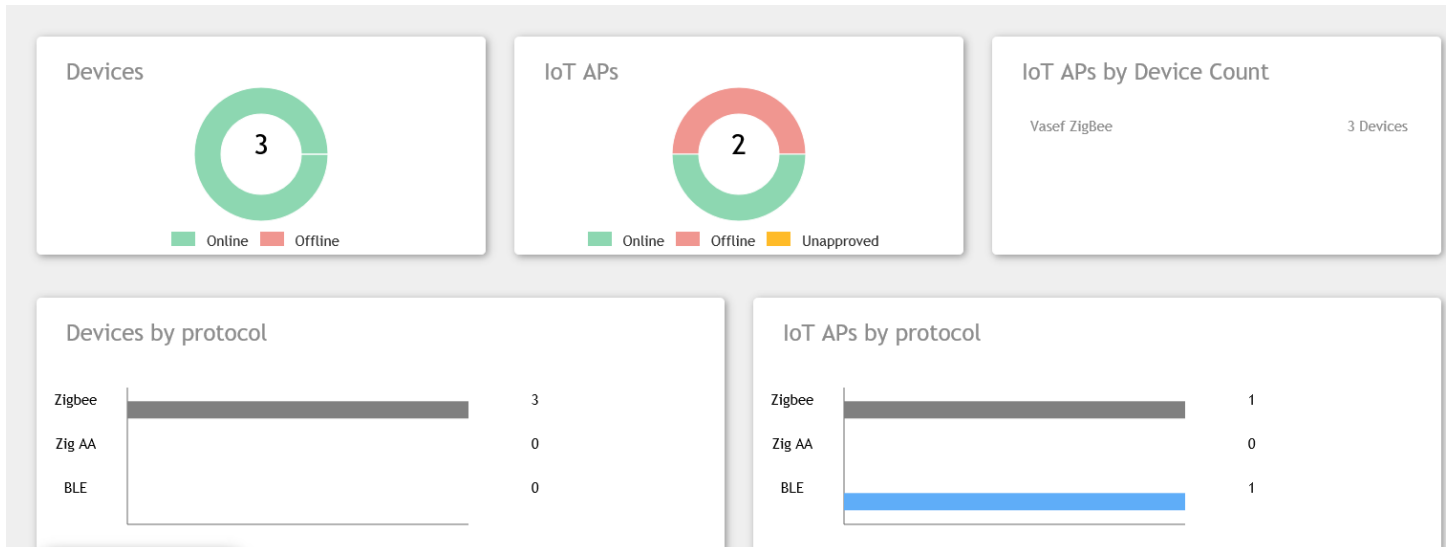 Devices
3
Online Offline
IoT APs
2
Online Offline Unapproved
IoT APs by Device Count
Vasef ZigBee 3 Devices
Devices by protocol
Zigbee 3
Zig AA 0
BLE 0
IoT APs by protocol
Zigbee 1
Zig AA 0
BLE 1